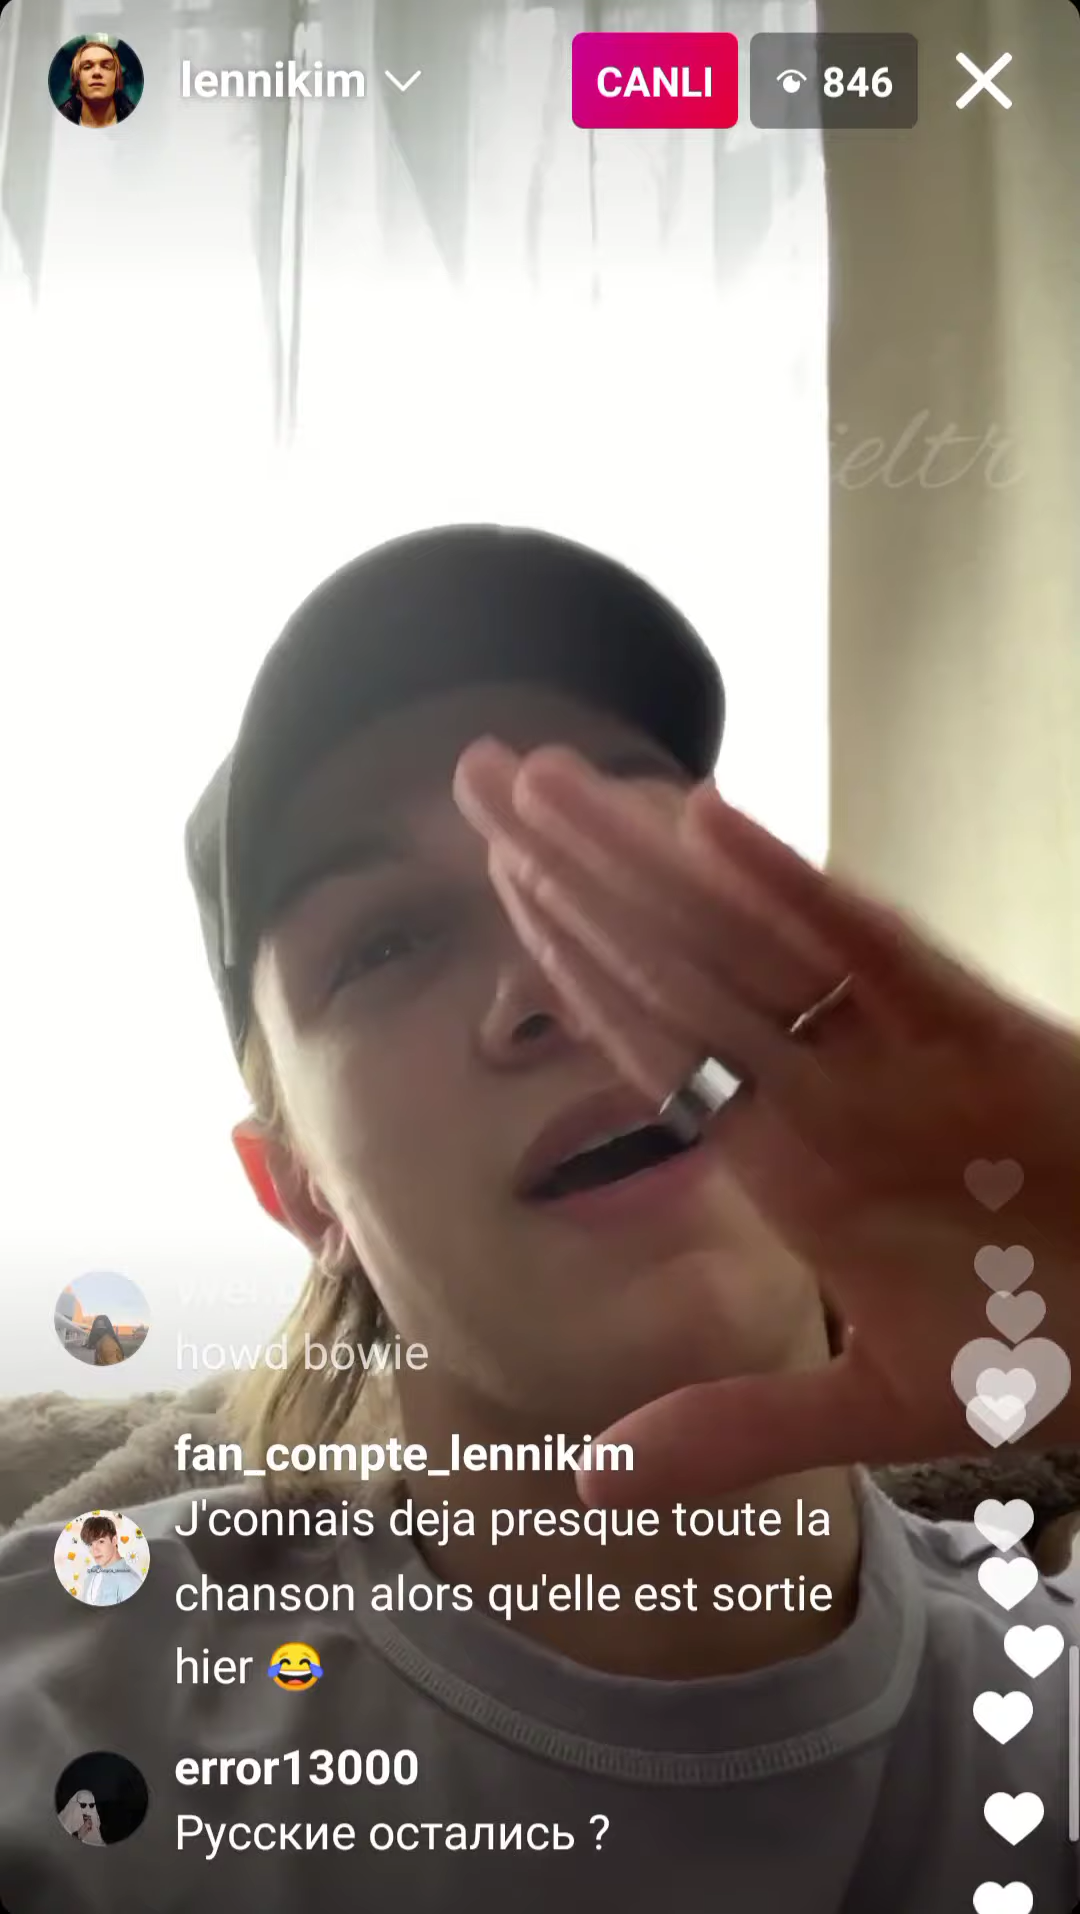 lennikim
CANLI
846
howd bowie
fan_compte_lennikim
J'connais deja presque toute la
chanson alors qu'elle est sortie
hier 😂
error13000
Русские остались ?